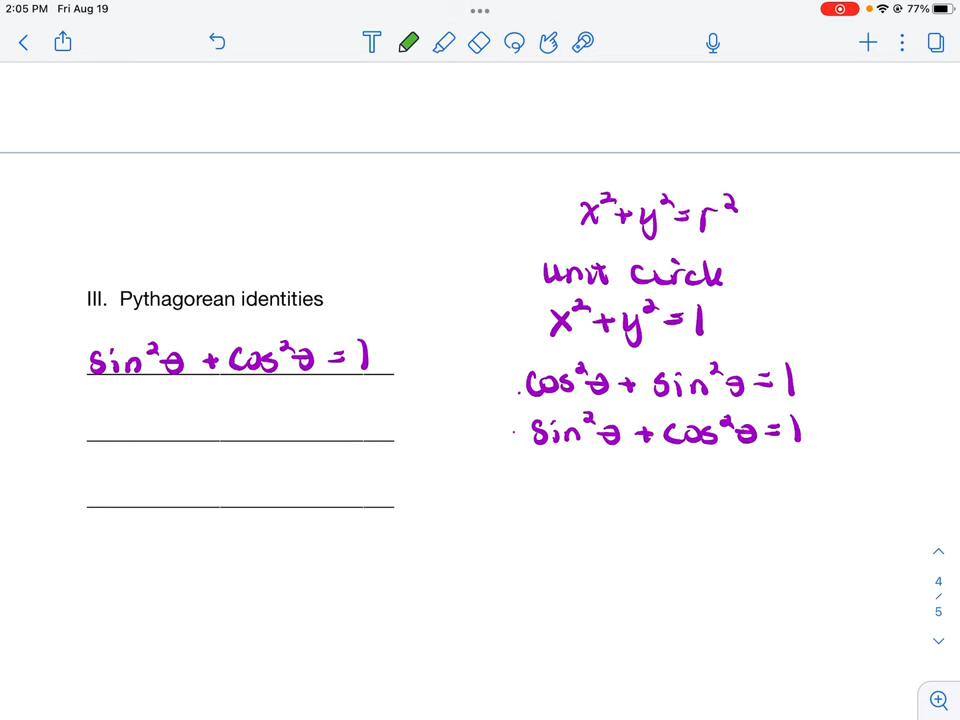 2:05 PM Fri Aug 19 77%
x²+y²=r²
unit circle
III. Pythagorean identities
x²+y²=1
sin²θ + cos²θ = 1
cos²θ + sin²θ = 1
sin²θ + cos²θ = 1
4
/
5